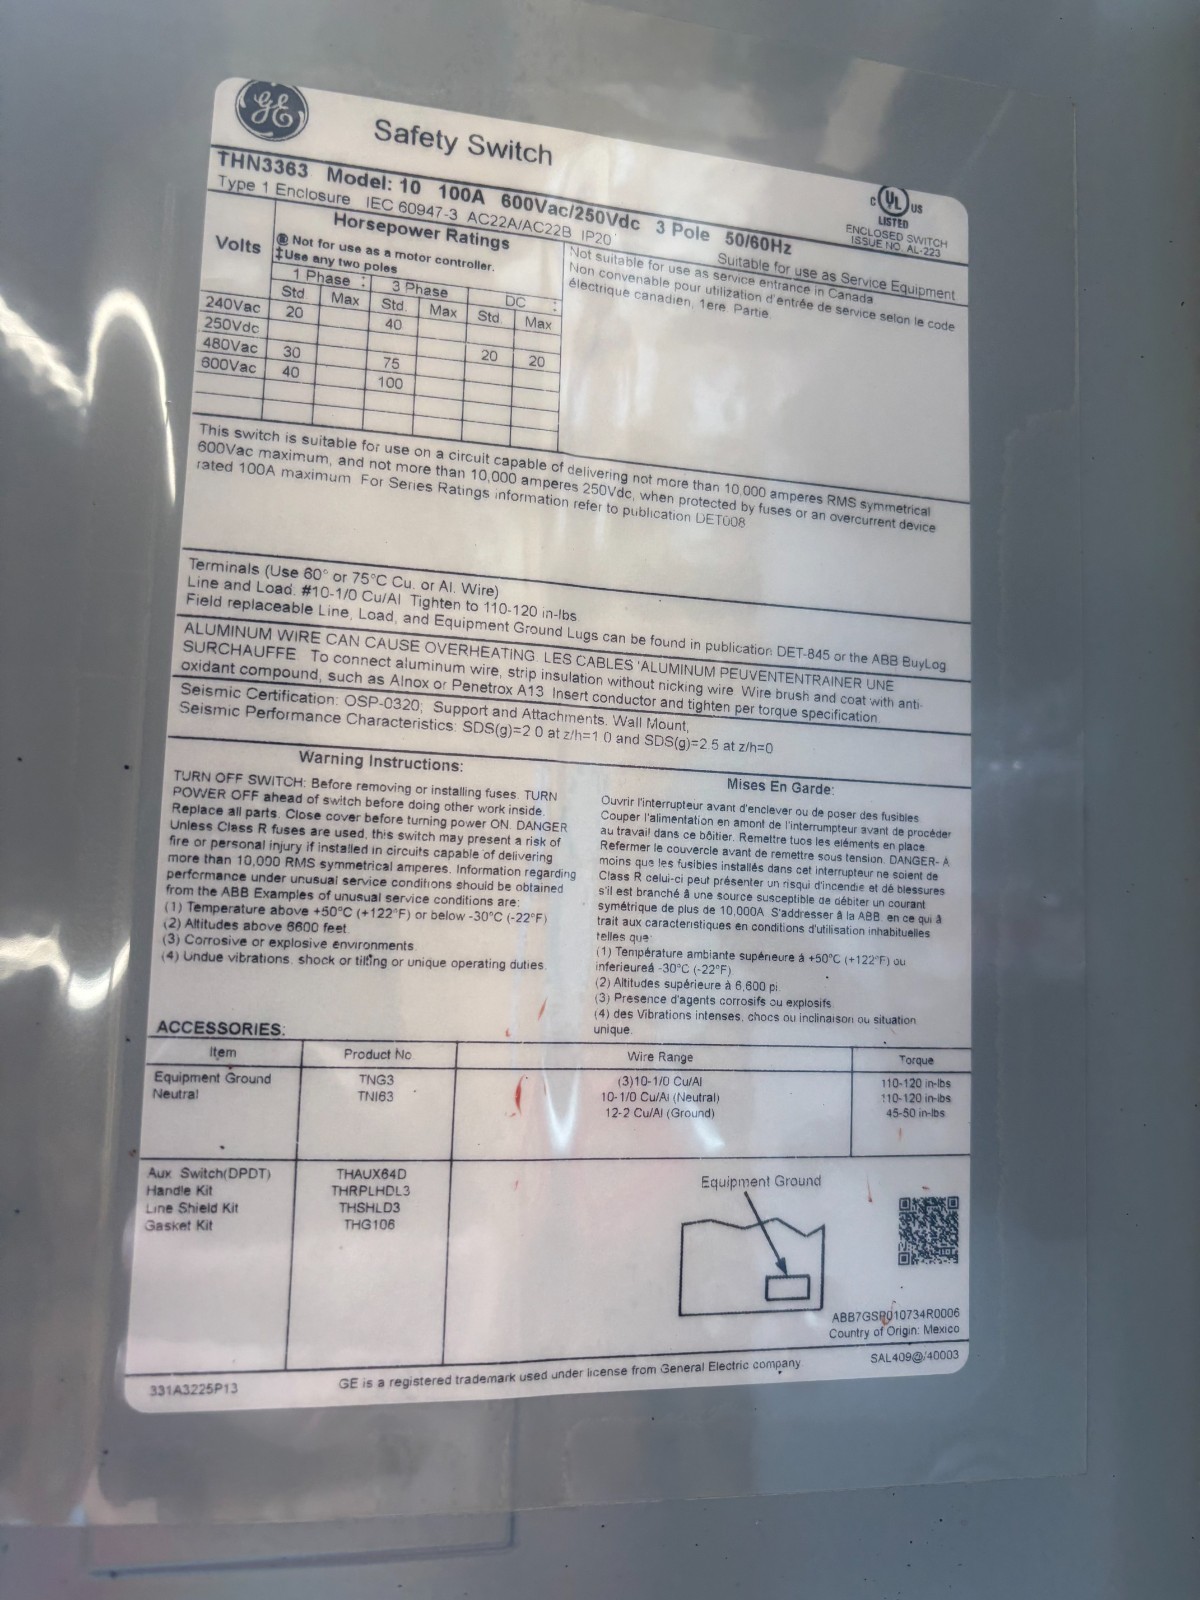 GE
Safety Switch
C UL US
LISTED
ENCLOSED SWITCH
ISSUE NO. AL-223
THN3363 Model: 10 100A 600Vac/250Vdc 3 Pole 50/60Hz
Type 1 Enclosure IEC 60947-3 AC22A/AC22B IP20
Suitable for use as Service Equipment
Horsepower Ratings
Not for use as a motor controller.
‡Use any two poles
Not suitable for use as service entrance in Canada
Non convenable pour utilization d'entrée de service selon le code
électrique canadien, 1ere Partie.
Volts 1 Phase ‡ 3 Phase DC ‡
Std. Max Std. Max Std. Max
240Vac 20 40
250Vdc 20 20
480Vac 30 75
600Vac 40 100
This switch is suitable for use on a circuit capable of delivering not more than 10,000 amperes RMS symmetrical
600Vac maximum, and not more than 10,000 amperes 250Vdc, when protected by fuses or an overcurrent device
rated 100A maximum For Series Ratings information refer to publication DET008
Terminals (Use 60° or 75°C Cu. or Al. Wire)
Line and Load. #10-1/0 Cu/Al Tighten to 110-120 in-lbs
Field replaceable Line, Load, and Equipment Ground Lugs can be found in publication DET-845 or the ABB BuyLog
ALUMINUM WIRE CAN CAUSE OVERHEATING. LES CABLES 'ALUMINUM PEUVENTENTRAINER UNE
SURCHAUFFE To connect aluminum wire, strip insulation without nicking wire Wire brush and coat with anti-
oxidant compound, such as Alnox or Penetrox A13 Insert conductor and tighten per torque specification
Seismic Certification: OSP-0320; Support and Attachments. Wall Mount,
Seismic Performance Characteristics: SDS(g)=2.0 at z/h=1.0 and SDS(g)=2.5 at z/h=0
Warning Instructions:
TURN OFF SWITCH: Before removing or installing fuses. TURN
POWER OFF ahead of switch before doing other work inside.
Replace all parts. Close cover before turning power ON. DANGER
Unless Class R fuses are used, this switch may present a risk of
fire or personal injury if installed in circuits capable of delivering
more than 10,000 RMS symmetrical amperes. Information regarding
performance under unusual service conditions should be obtained
from the ABB Examples of unusual service conditions are:
(1) Temperature above +50°C (+122°F) or below -30°C (-22°F)
(2) Altitudes above 6600 feet
(3) Corrosive or explosive environments
(4) Undue vibrations, shock or tilting or unique operating duties.
Mises En Garde:
Ouvrir l'interrupteur avant d'enclever ou de poser des fusibles.
Couper l'alimentation en amont de l'interrumpteur avant de procéder
au travail dans ce bôitier. Remettre tuos les eléments en place.
Refermer le couvercle avant de remettre sous tension. DANGER- A
moins que les fusibles installés dans cet interrupteur ne soient de
Class R celui-ci peut présenter un risqui d'incendie et dé blessures
s'il est branché â une source susceptible de débiter un courant
symétrique de plus de 10,000A. S'addresser â la ABB. en ce qui â
trait aux caracteristiques en conditions d'utilisation inhabituelles
telles que:
(1) Température ambiante supérieure à +50°C (+122°F) ou
inferieureá -30°C (-22°F)
(2) Altitudes supérieure à 6,600 pi.
(3) Presence d'agents corrosifs ou explosifs
(4) des Vibrations intenses, chocs ou inclinaison ou situation
unique.
ACCESSORIES:
Item Product No Wire Range Torque
Equipment Ground TNG3 (3)10-1/0 Cu/Al 110-120 in-lbs
Neutral TNI63 10-1/0 Cu/Al (Neutral) 110-120 in-lbs
12-2 Cu/Al (Ground) 45-50 in-lbs
Aux Switch(DPDT) THAUX64D
Handle Kit THRPLHDL3
Line Shield Kit THSHLD3
Gasket Kit THG106
Equipment Ground
ABB7GSP010734R0006
Country of Origin: Mexico
331A3225P13
GE is a registered trademark used under license from General Electric company
SAL409@/40003